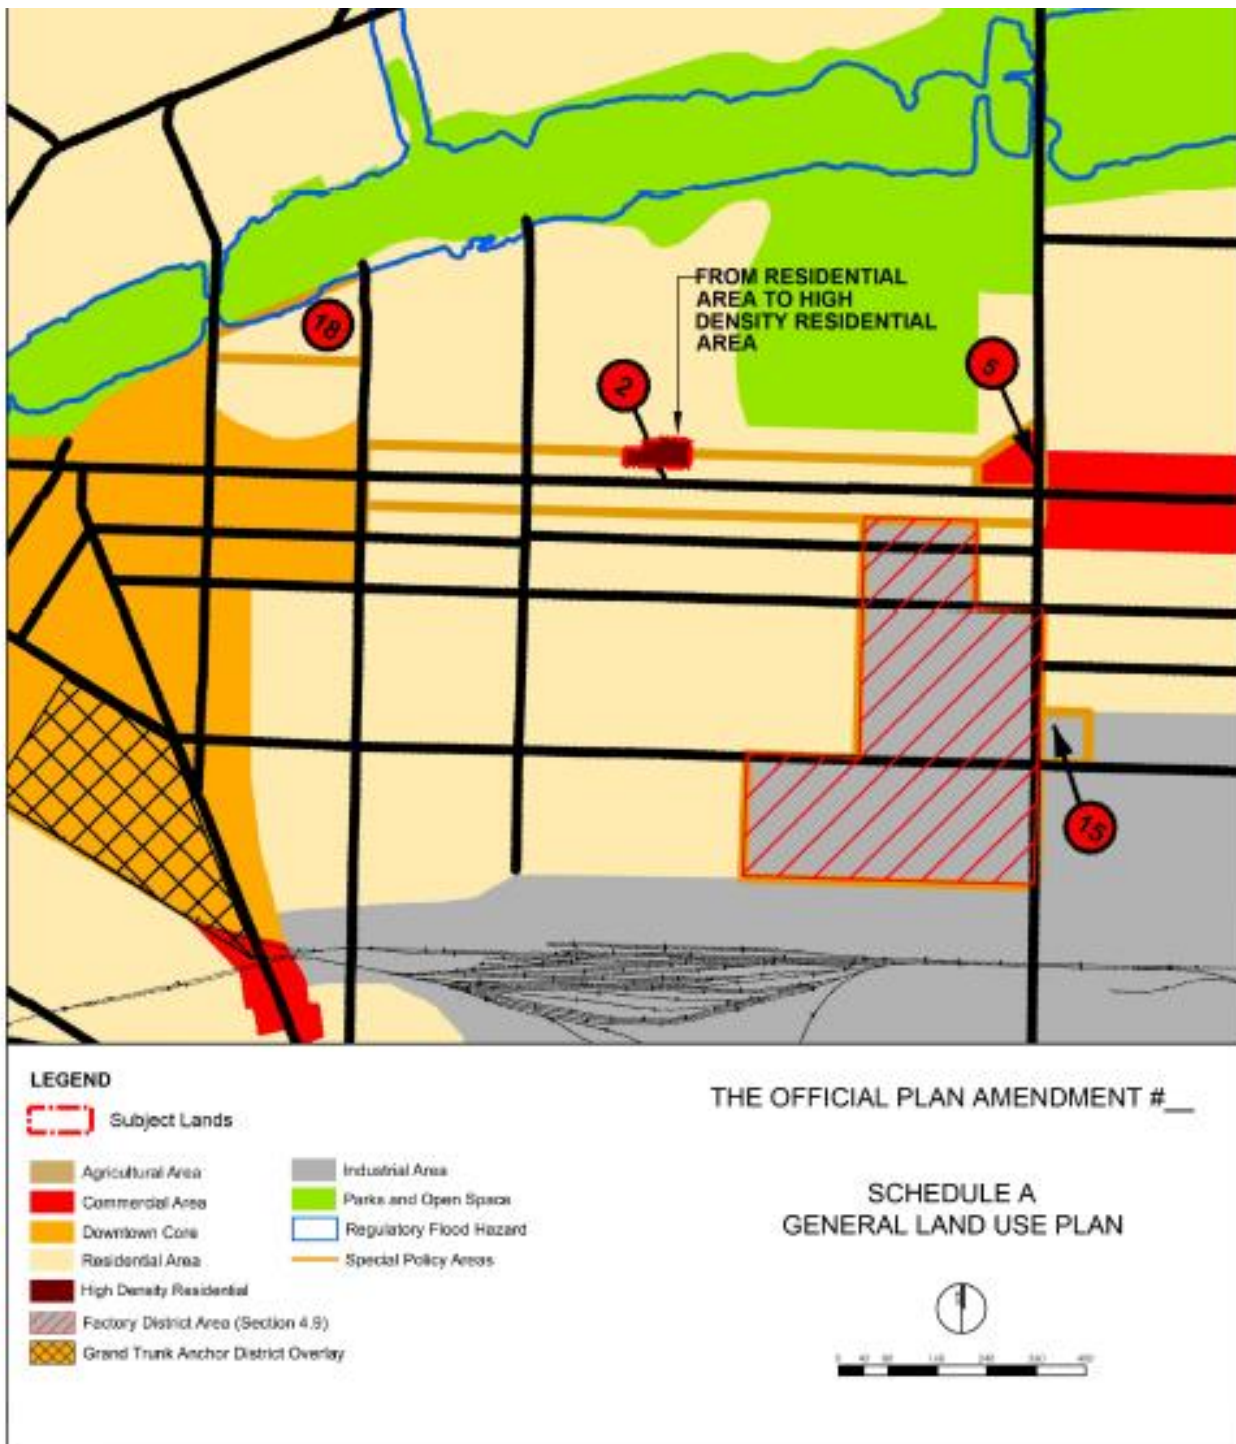 FROM RESIDENTIAL
AREA TO HIGH
DENSITY RESIDENTIAL
AREA
18
2
5
15
LEGEND
Subject Lands
Agricultural Area
Commercial Area
Downtown Core
Residential Area
High Density Residential
Factory District Area (Section 4.9)
Grand Trunk Anchor District Overlay
Industrial Area
Parks and Open Space
Regulatory Flood Hazard
Special Policy Areas
THE OFFICIAL PLAN AMENDMENT #__
SCHEDULE A
GENERAL LAND USE PLAN